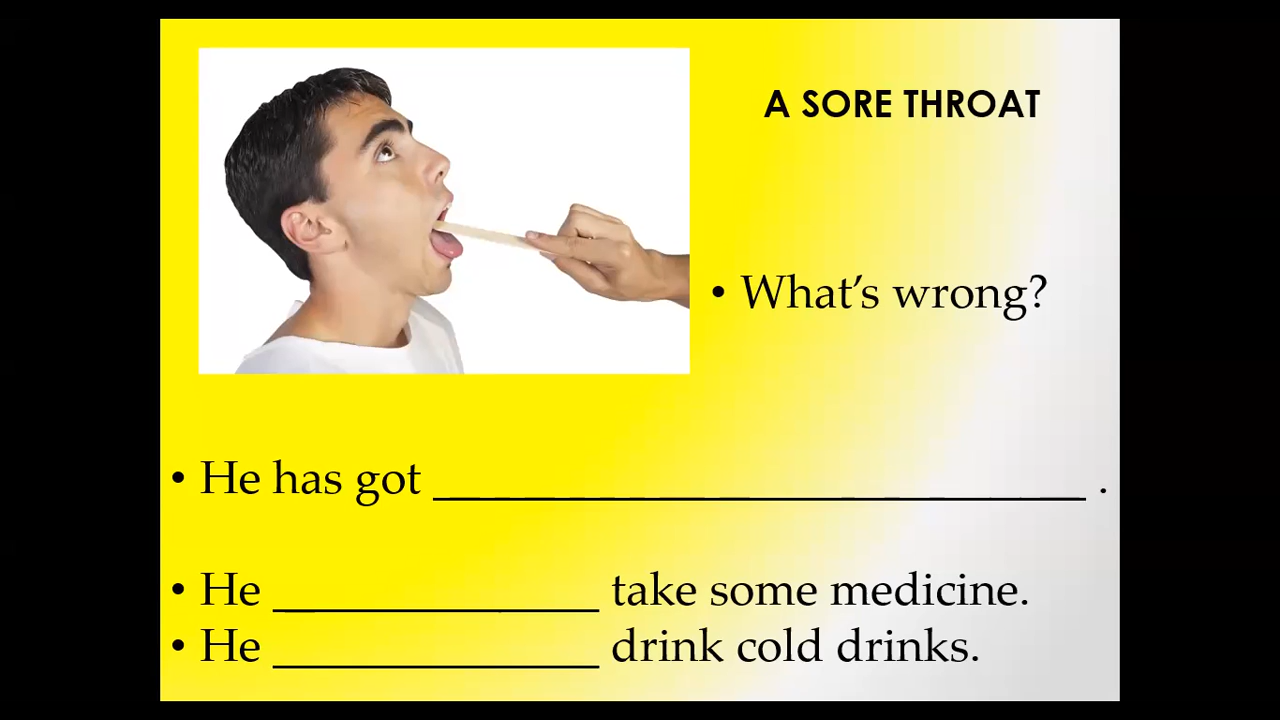 A SORE THROAT
• What's wrong?
• He has got ______________________________ .
• He _______________ take some medicine.
• He _______________ drink cold drinks.